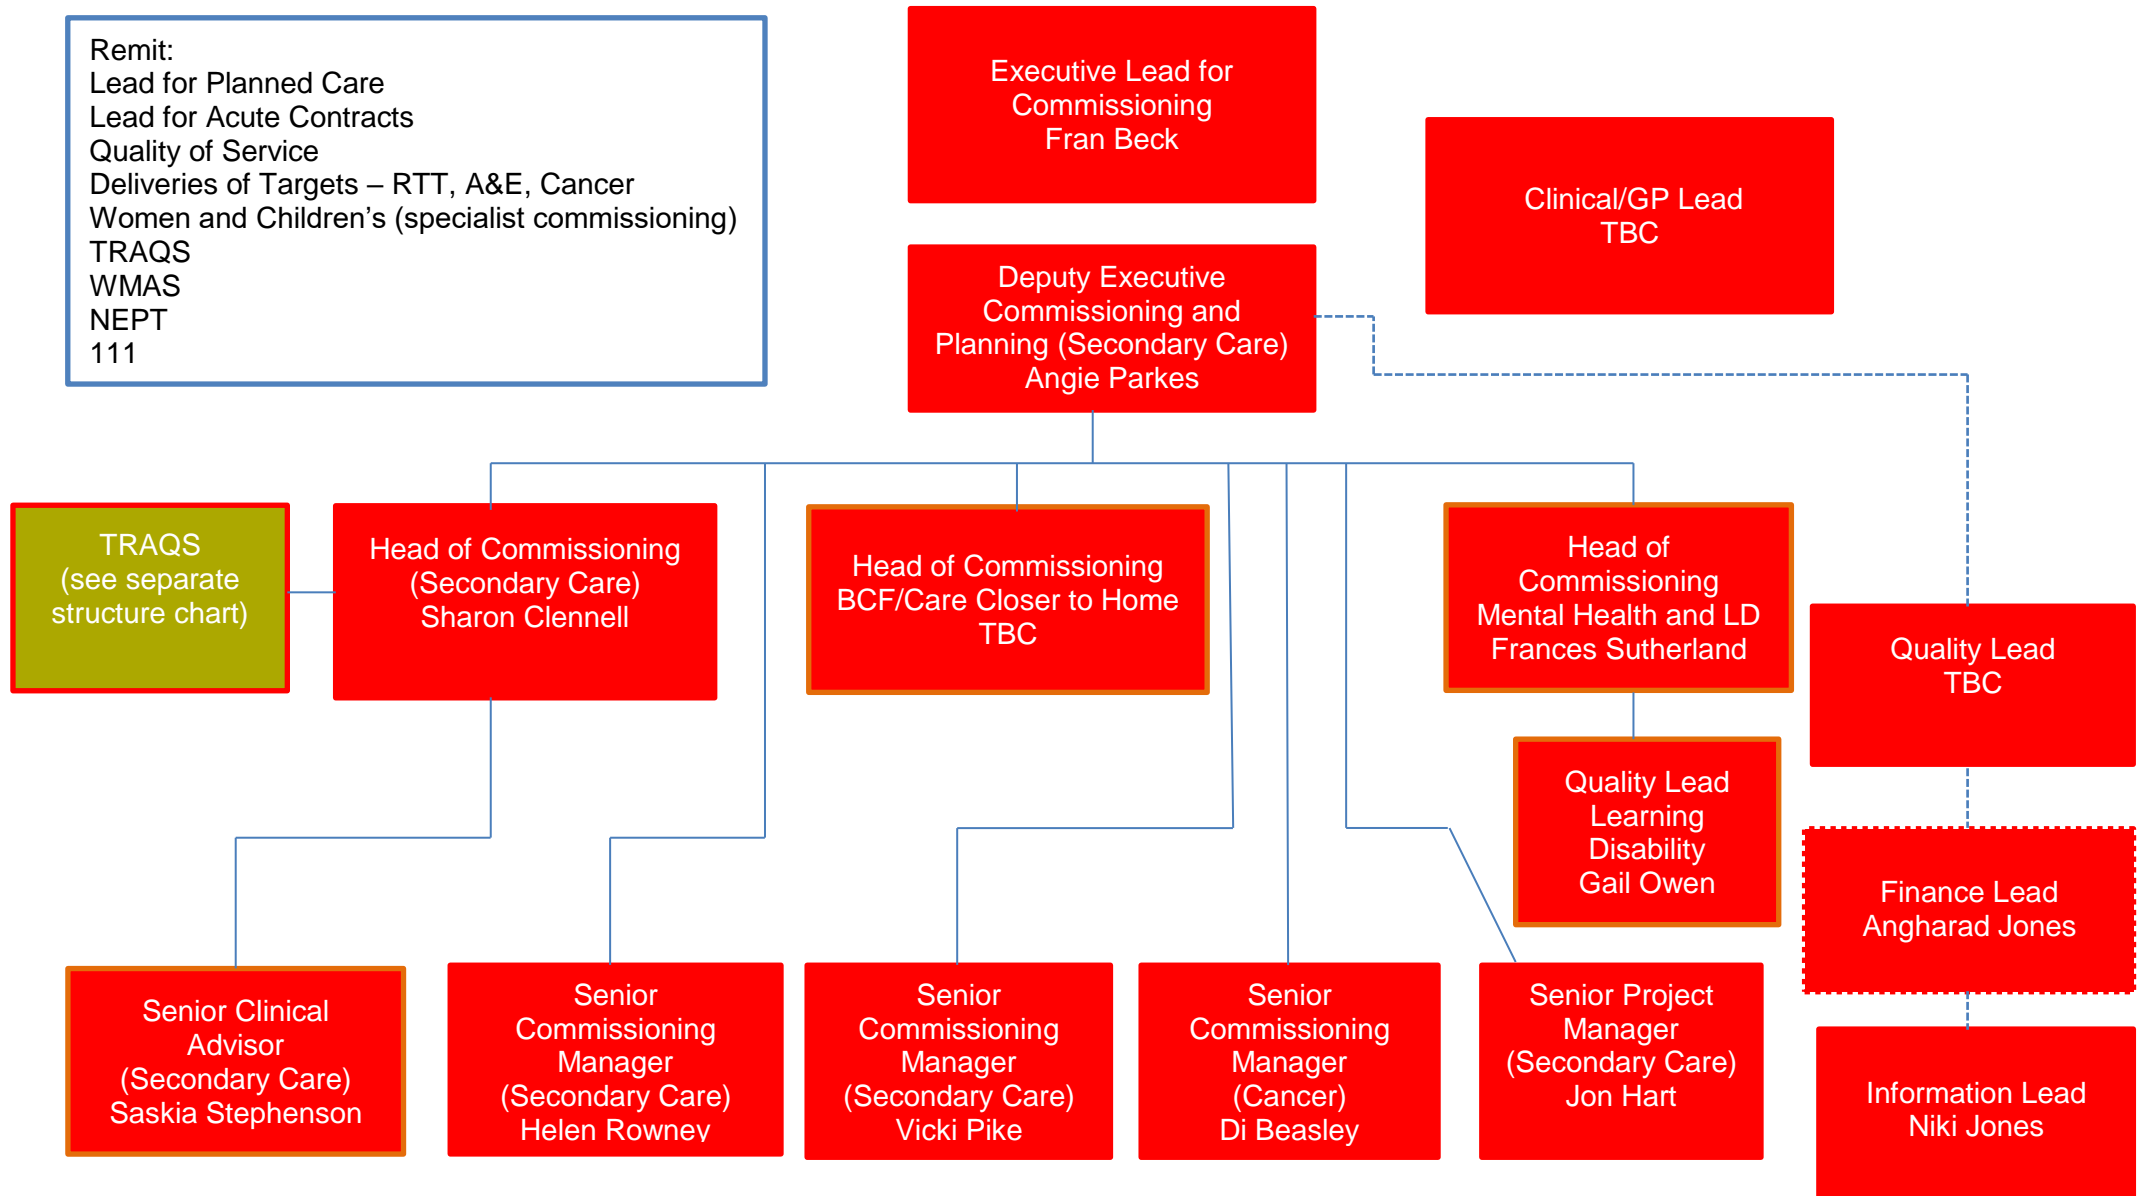 Remit:
Lead for Planned Care
Lead for Acute Contracts
Quality of Service
Deliveries of Targets – RTT, A&E, Cancer
Women and Children’s (specialist commissioning)
TRAQS
WMAS
NEPT
111
Executive Lead for
Commissioning
Fran Beck
Clinical/GP Lead
TBC
Deputy Executive
Commissioning and
Planning (Secondary Care)
Angie Parkes
TRAQS
(see separate
structure chart)
Head of Commissioning
(Secondary Care)
Sharon Clennell
Head of Commissioning
BCF/Care Closer to Home
TBC
Head of
Commissioning
Mental Health and LD
Frances Sutherland
Quality Lead
TBC
Quality Lead
Learning
Disability
Gail Owen
Finance Lead
Angharad Jones
Senior Clinical
Advisor
(Secondary Care)
Saskia Stephenson
Senior
Commissioning
Manager
(Secondary Care)
Helen Rowney
Senior
Commissioning
Manager
(Secondary Care)
Vicki Pike
Senior
Commissioning
Manager
(Cancer)
Di Beasley
Senior Project
Manager
(Secondary Care)
Jon Hart
Information Lead
Niki Jones